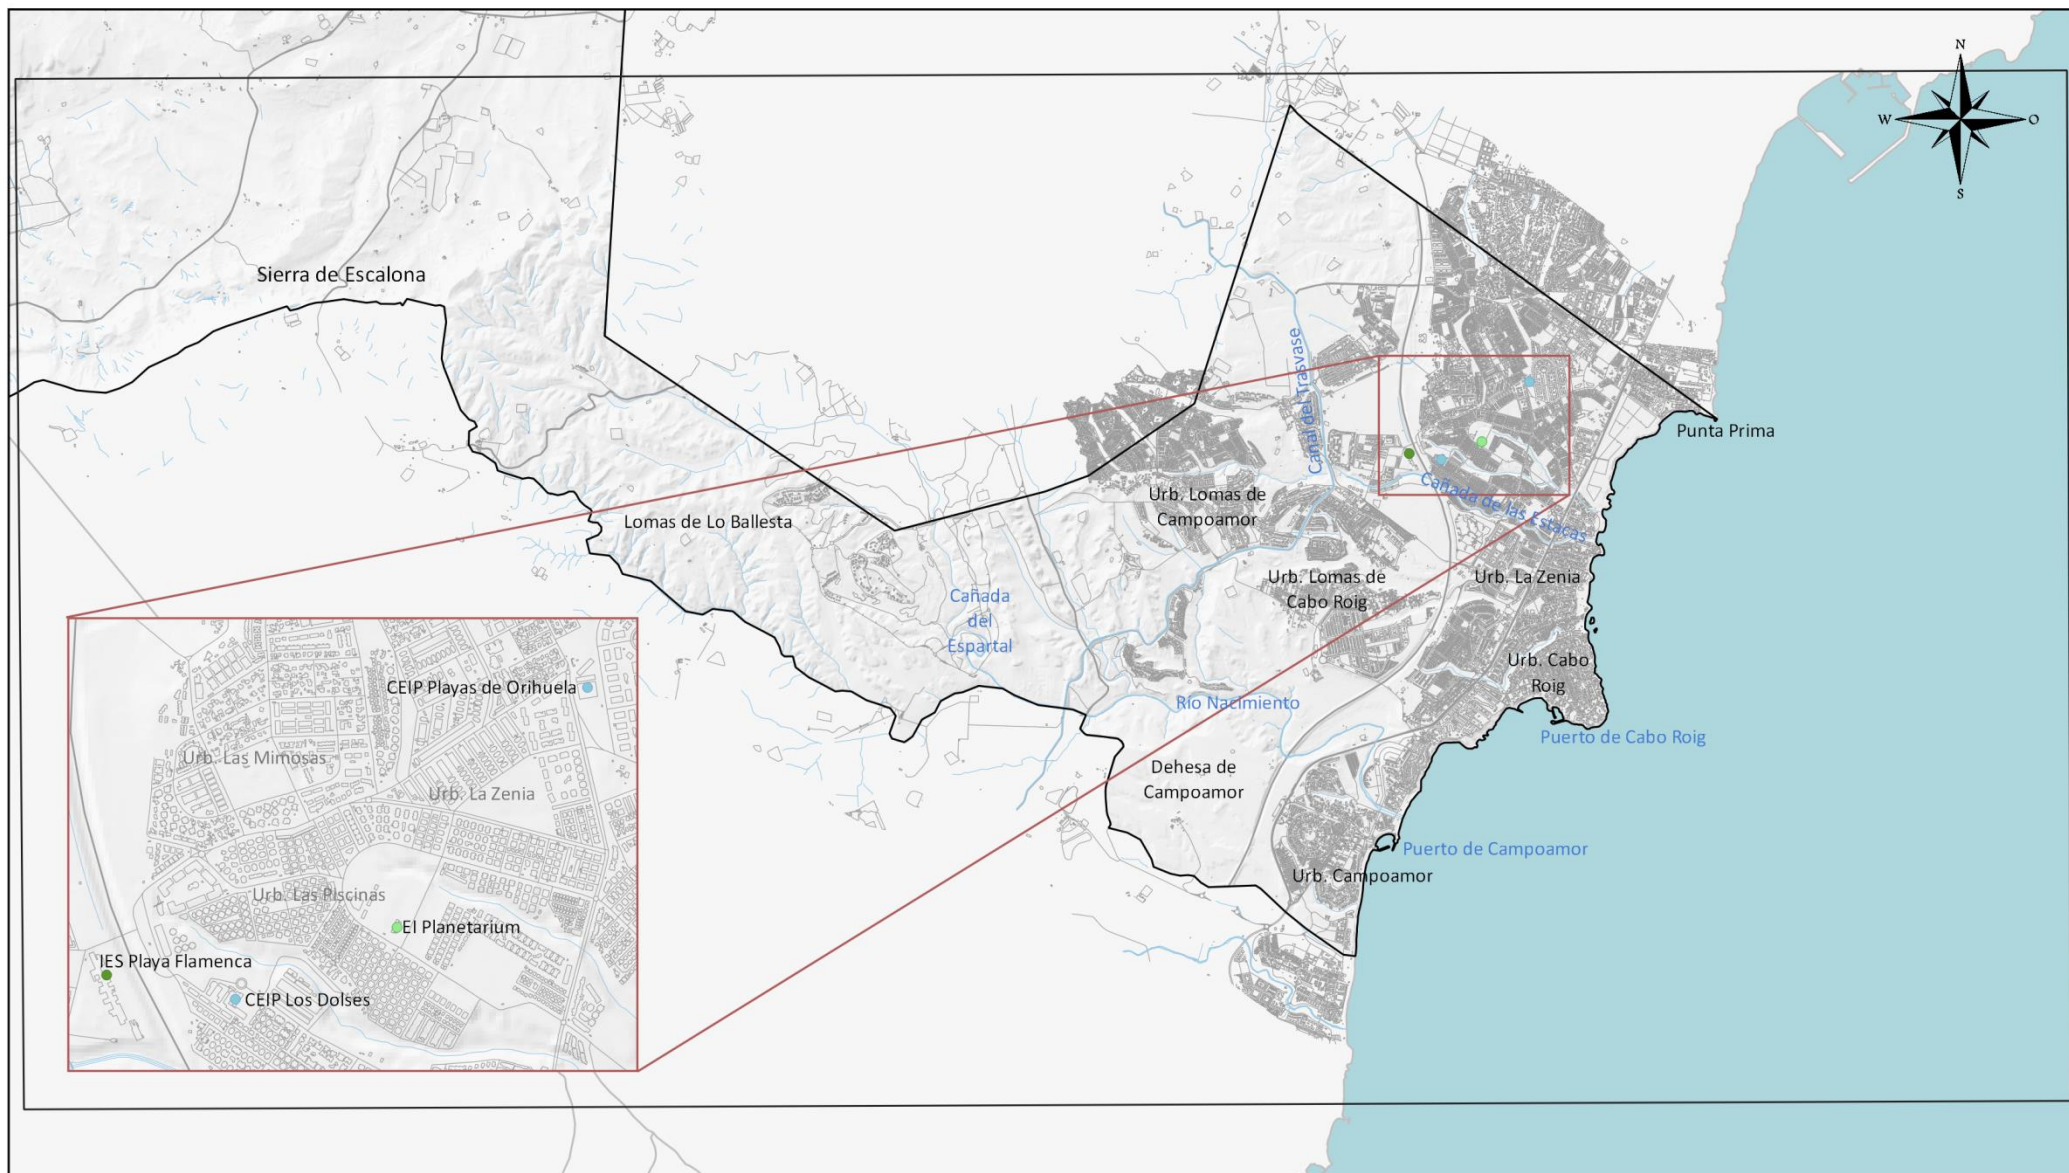 N
W
O
S
Sierra de Escalona
Canal del Trasvase
Punta Prima
Cañada de las Estacas
Urb. Lomas de
Campoamor
Lomas de Lo Ballesta
Urb. Lomas de
Cabo Roig
Urb. La Zenia
Cañada
del
Espartal
Urb. Cabo
Roig
Río Nacimiento
Puerto de Cabo Roig
Dehesa de
Campoamor
Puerto de Campoamor
Urb. Campoamor
CEIP Playas de Orihuela
Urb. Las Mimosas
Urb. La Zenia
Urb. Las Piscinas
EI Planetarium
IES Playa Flamenca
CEIP Los Dolses